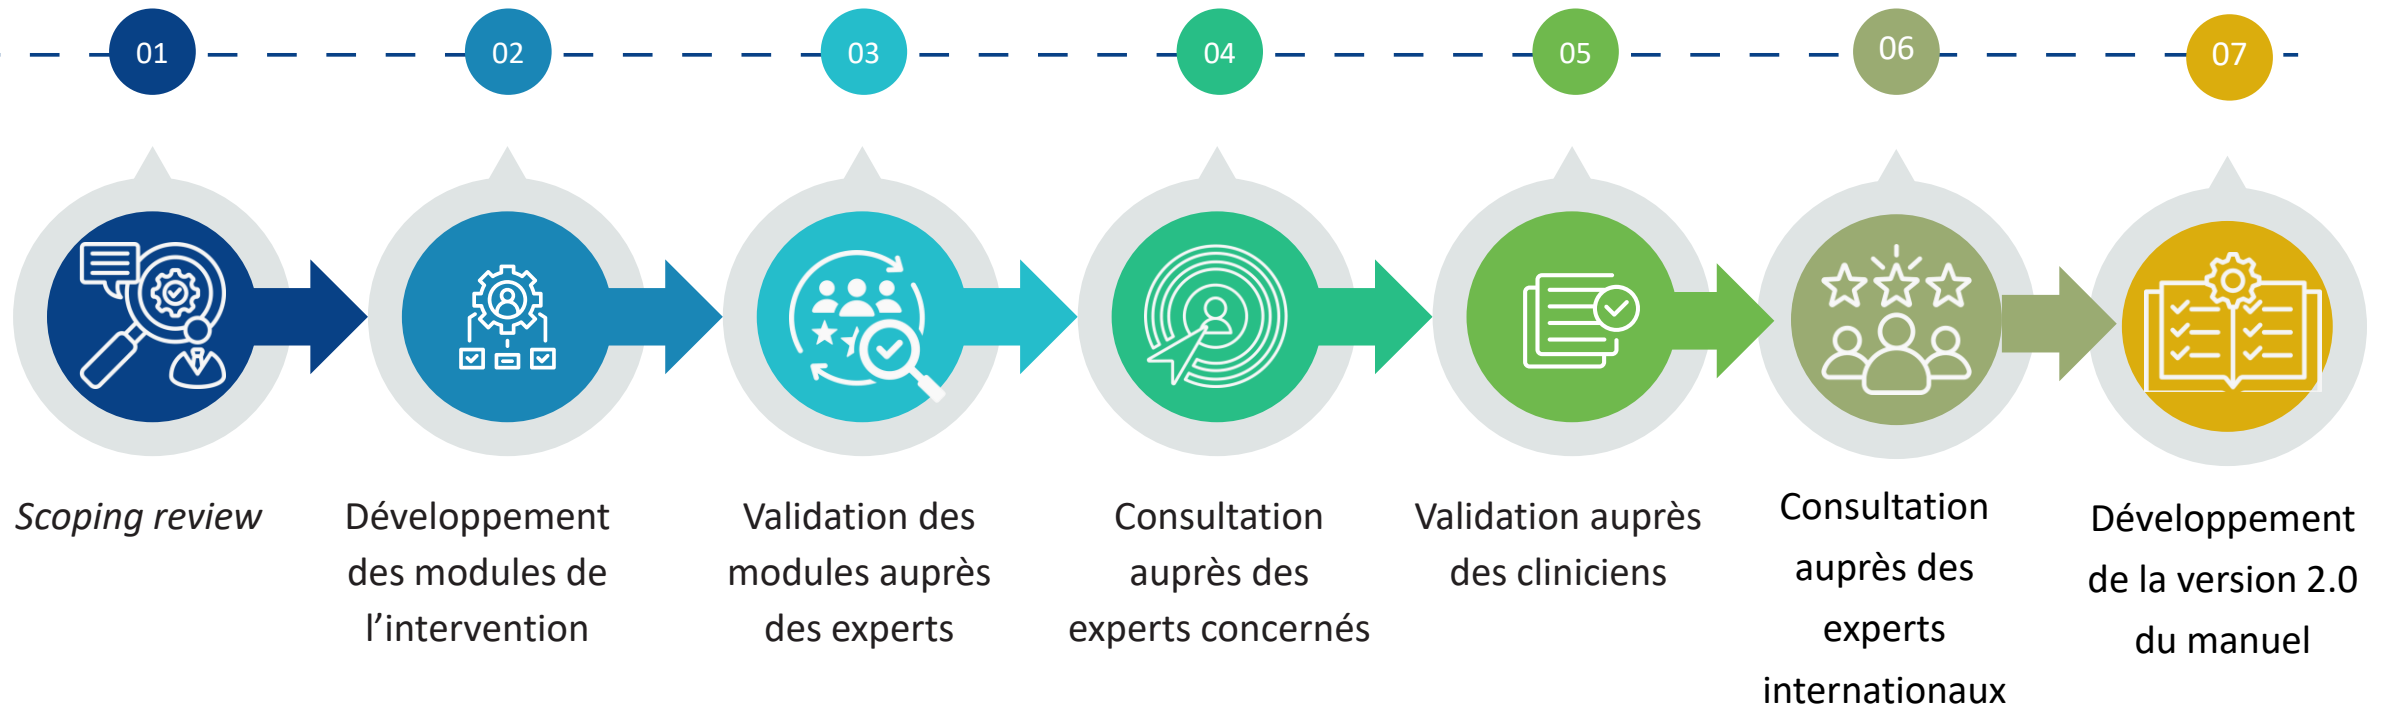 01
02
03
04
05
06
07
Scoping review
Développement
des modules de
l’intervention
Validation des
modules auprès
des experts
Consultation
auprès des
experts concernés
Validation auprès
des cliniciens
Consultation
auprès des
experts
internationaux
Développement
de la version 2.0
du manuel